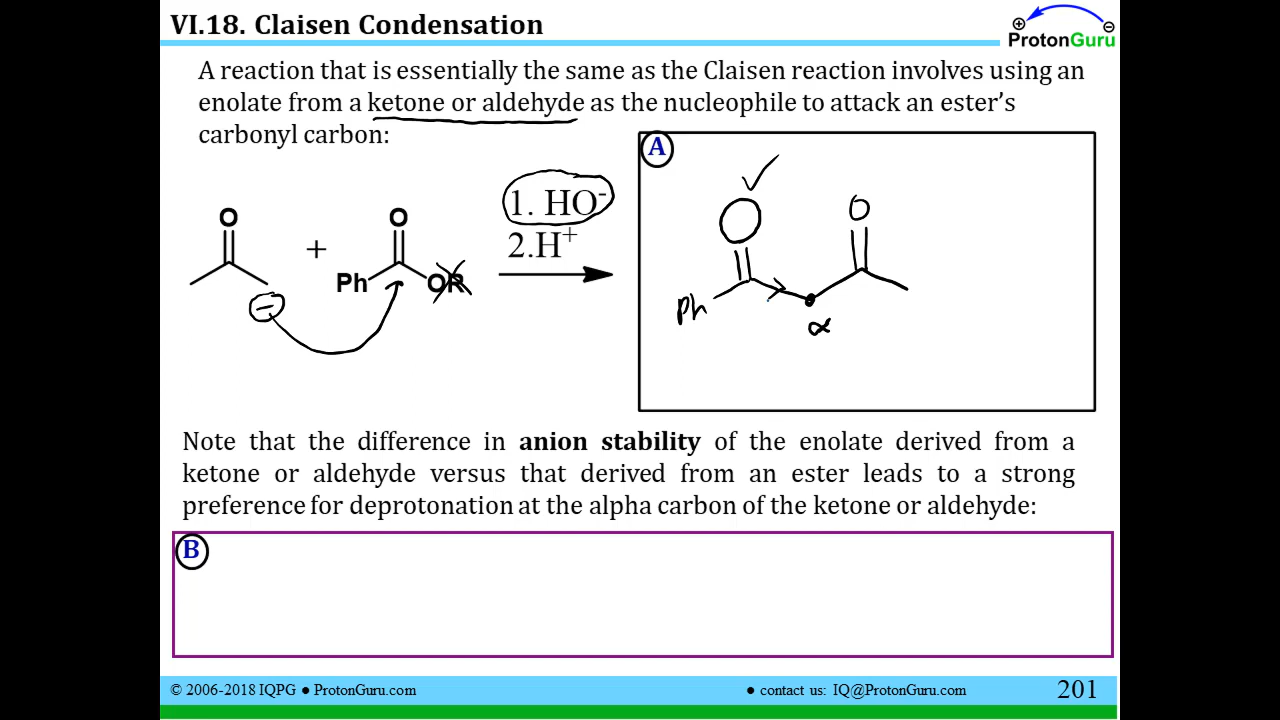 VI.18. Claisen Condensation
⊕ ⊖
ProtonGuru
A reaction that is essentially the same as the Claisen reaction involves using an
enolate from a ketone or aldehyde as the nucleophile to attack an ester's
carbonyl carbon:
A
O O
+
Ph OR
1. HO⁻
2.H⁺
−
O O
Ph
α
Note that the difference in anion stability of the enolate derived from a
ketone or aldehyde versus that derived from an ester leads to a strong
preference for deprotonation at the alpha carbon of the ketone or aldehyde:
B
© 2006-2018 IQPG ● ProtonGuru.com
● contact us: IQ@ProtonGuru.com
201